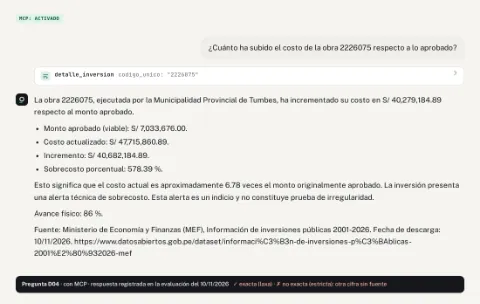 MCP: ACTIVADO
¿Cuánto ha subido el costo de la obra 2226075 respecto a lo aprobado?
detalle_inversion codigo_unico: "2226075"
La obra 2226075, ejecutada por la Municipalidad Provincial de Tumbes, ha incrementado su costo en S/ 40,279,184.89
respecto al monto aprobado.
• Monto aprobado (viable): S/ 7,033,676.00.
• Costo actualizado: S/ 47,715,860.89.
• Incremento: S/ 40,682,184.89.
• Sobrecosto porcentual: 578.39 %.
Esto significa que el costo actual es aproximadamente 6.78 veces el monto originalmente aprobado. La inversión presenta
una alerta técnica de sobrecosto. Esta alerta es un indicio y no constituye prueba de irregularidad.
Avance físico: 86 %.
Fuente: Ministerio de Economía y Finanzas (MEF), Información de inversiones públicas 2001-2026. Fecha de descarga:
10/11/2026. https://www.datosabiertos.gob.pe/dataset/informaci%C3%B3n-de-inversiones-p%C3%BAblicas-
2001%E2%80%932026-mef
Pregunta D04 · con MCP · respuesta registrada en la evaluación del 10/11/2026 ✓ exacta (laxa) · ✗ no exacta (estricta): otra cifra sin fuente